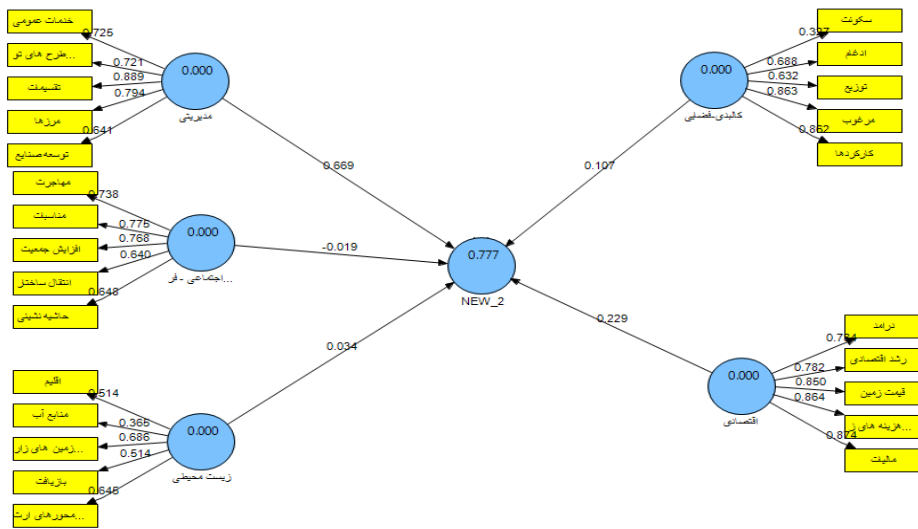 خدمات عمومی
0.725
...طرح های تو
0.721
تقسیمات
0.889
مرزها
0.794
توسعه صنایع
0.641
0.000
مدیریتی
0.669
مهاجرت
0.738
مناسبات
0.775
افزایش جمعیت
0.768
انتقال ساختار
0.640
حاشیه نشینی
0.648
0.000
...اجتماعی - فر
-0.019
اقلیم
0.514
منابع آب
0.365
...زمین های زار
0.686
بازیافت
0.514
...محورهای ارت
0.645
0.000
زیست محیطی
0.034
0.777
NEW_2
سکونت
0.327
ادغام
0.688
توزیع
0.632
مرغوب
0.863
کارکردها
0.862
0.000
کالبدی-فضایی
0.107
درامد
رشد اقتصادی
0.782
قیمت زمین
0.850
...هزینه های ز
0.864
مالیات
0.874
0.000
اقتصادی
0.229